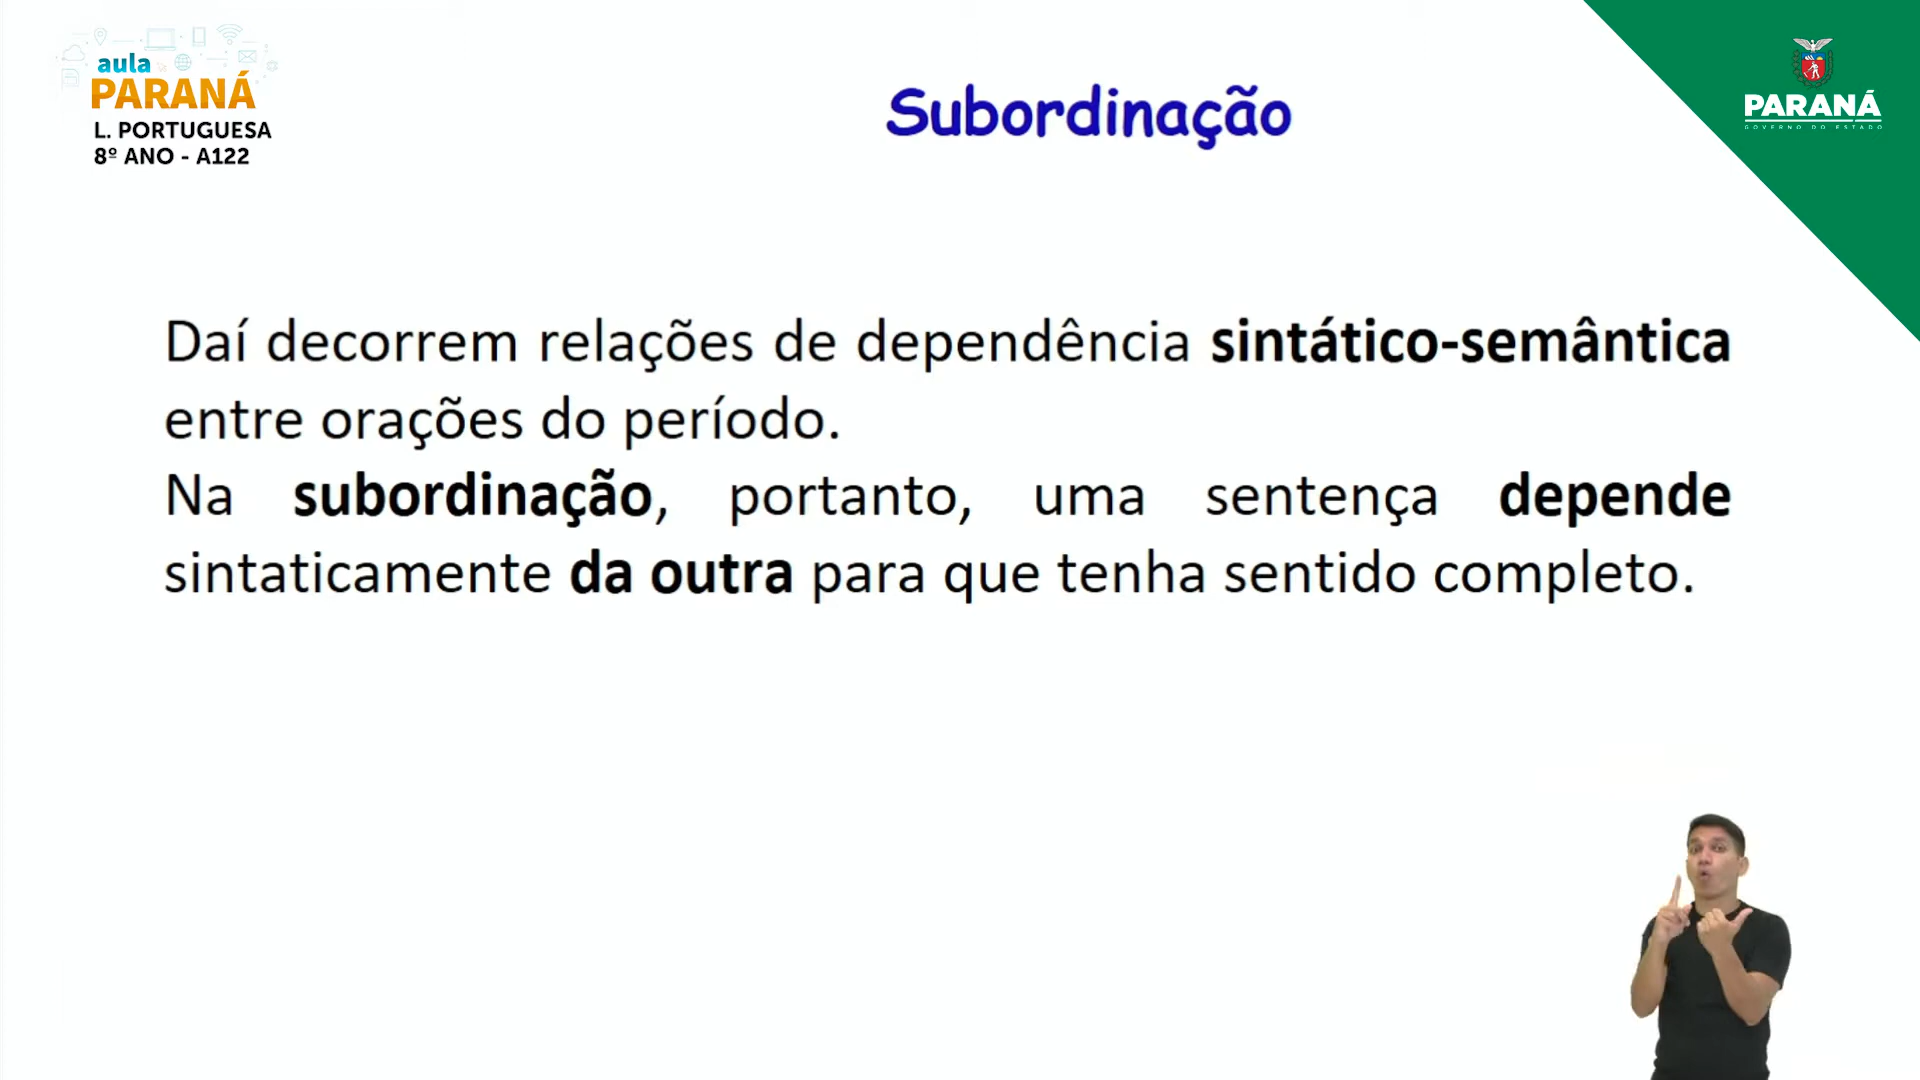 aula
PARANÁ
L. PORTUGUESA
8º ANO - A122
Subordinação
PARANÁ
GOVERNO DO ESTADO
Daí decorrem relações de dependência sintático-semântica
entre orações do período.
Na subordinação, portanto, uma sentença depende
sintaticamente da outra para que tenha sentido completo.